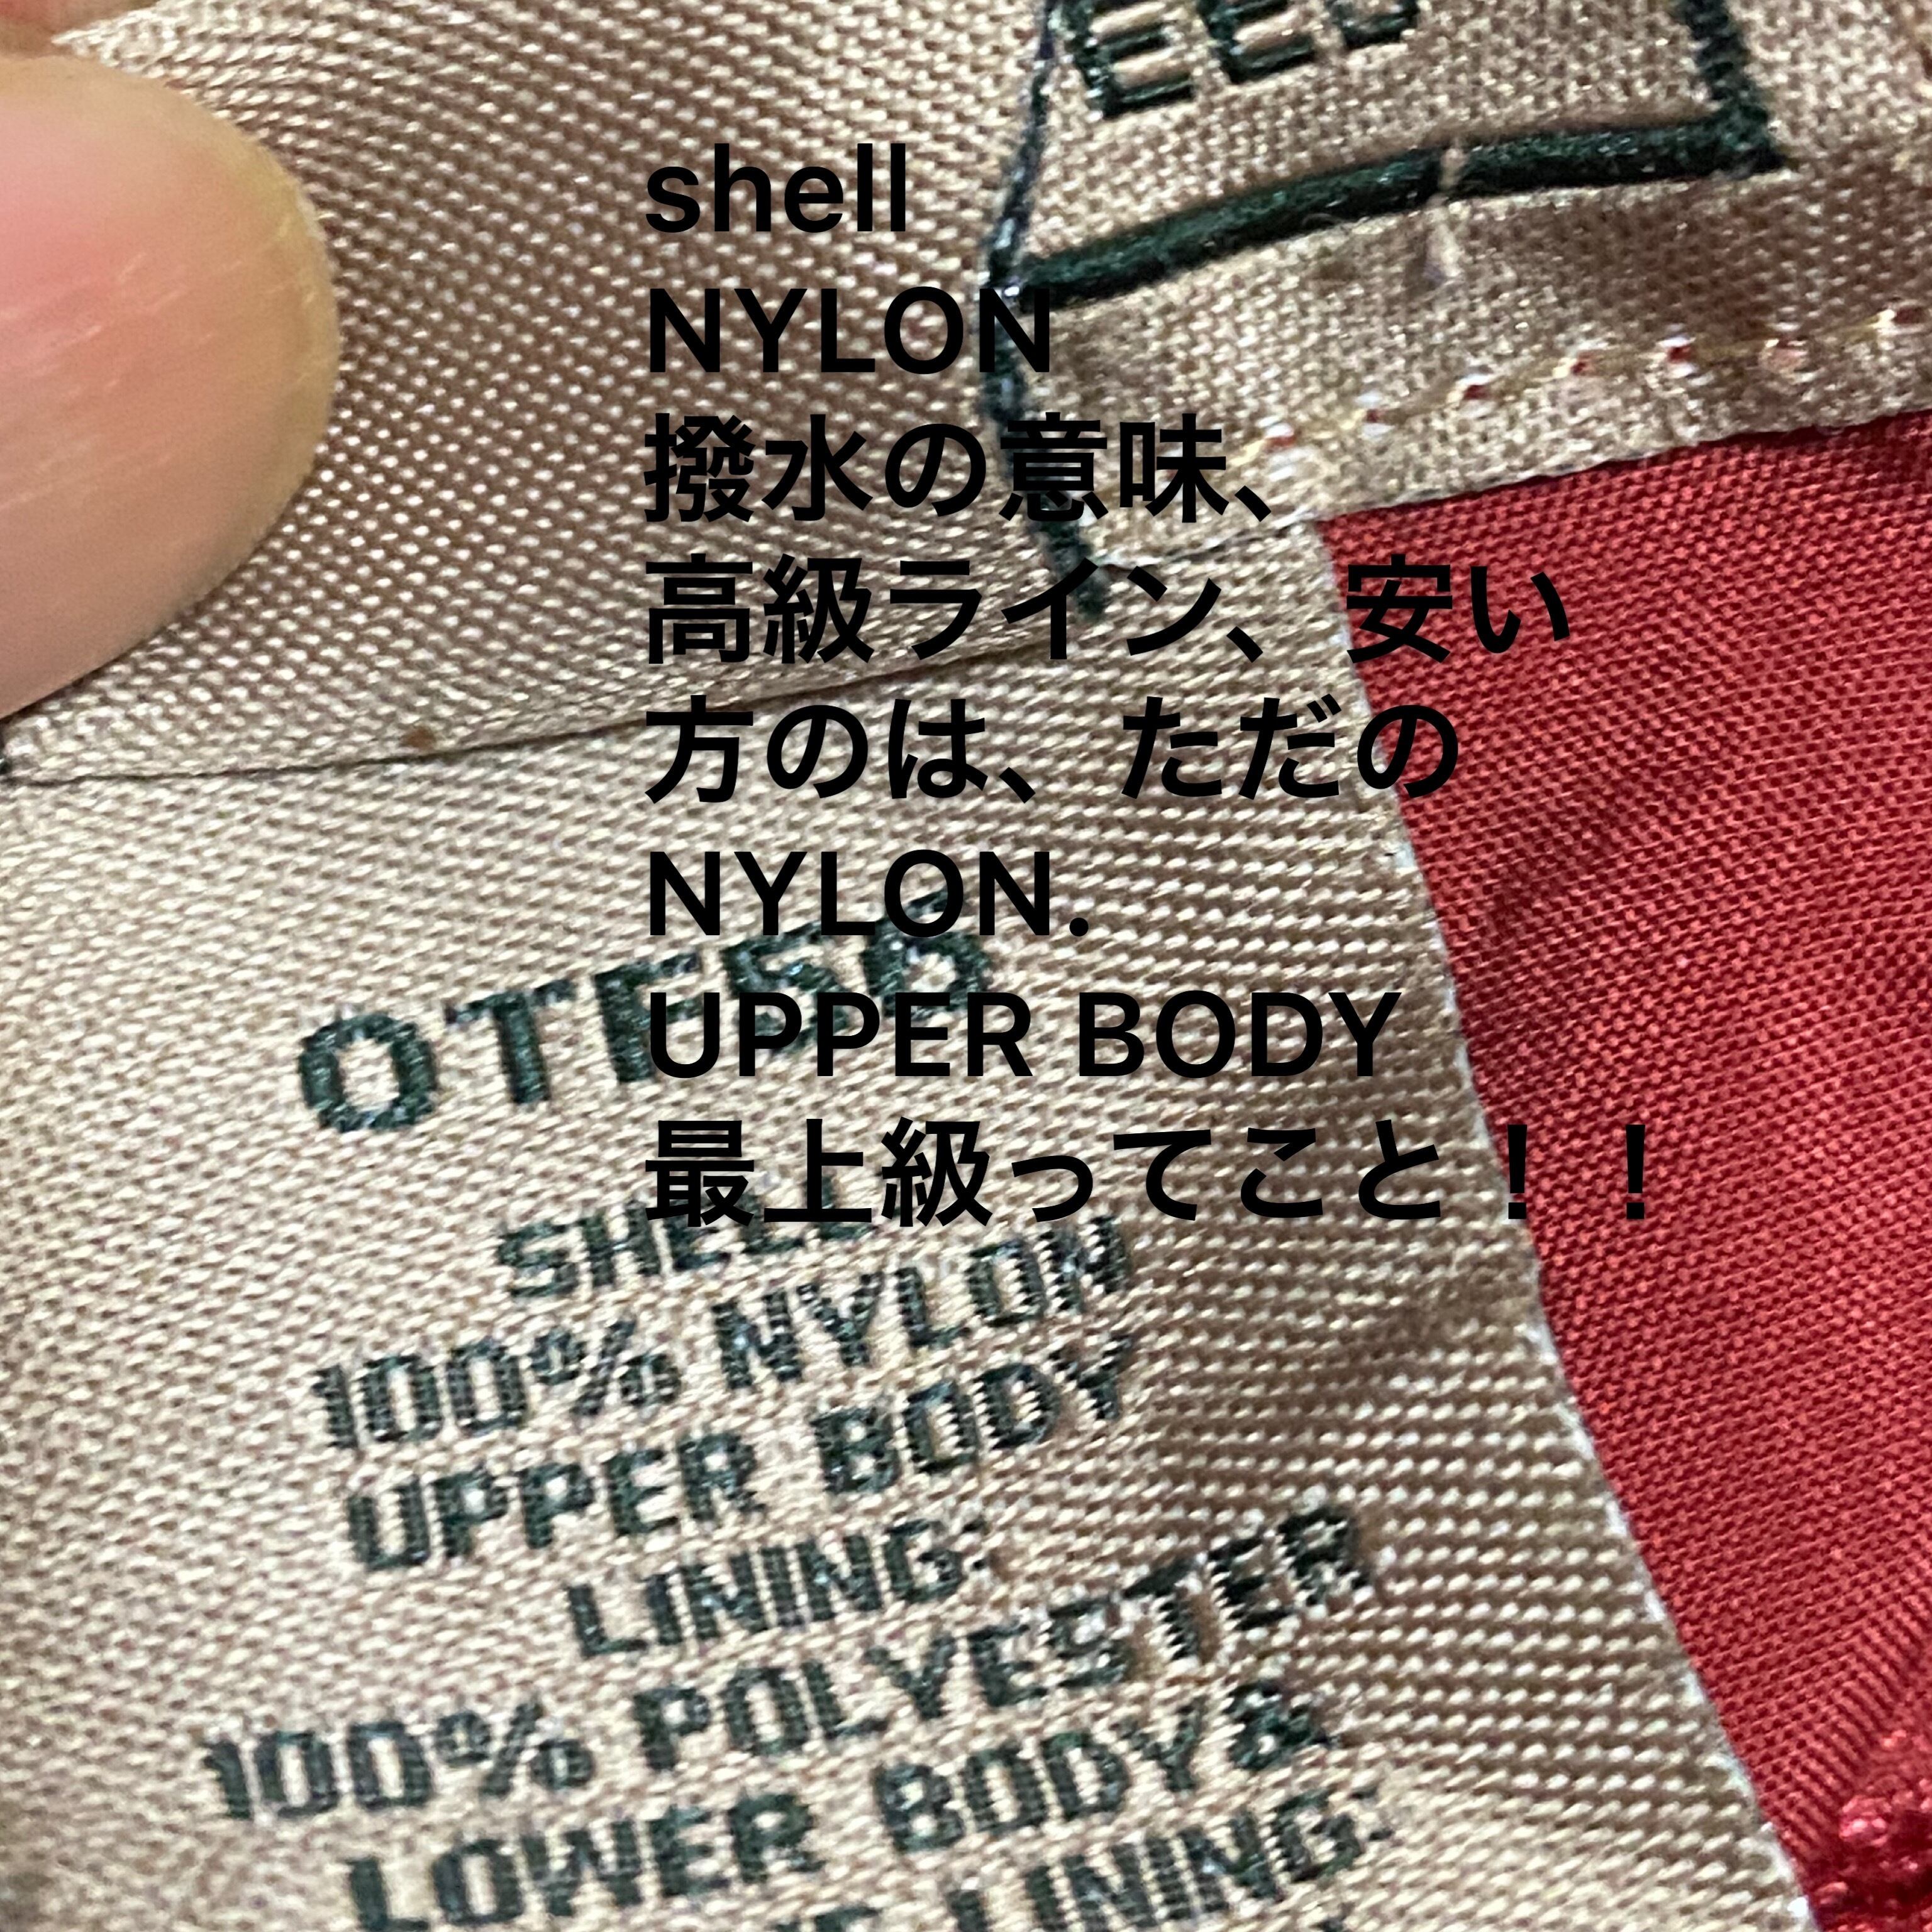 shell
NYLON
撥水の意味、
高級ライン、安い
方のは、ただの
NYLON.
UPPER BODY
最上級ってこと！！
SHELL
100% NYLON
UPPER BODY
LINING:
100% POLYESTER
LOWER BODY&
LINING: